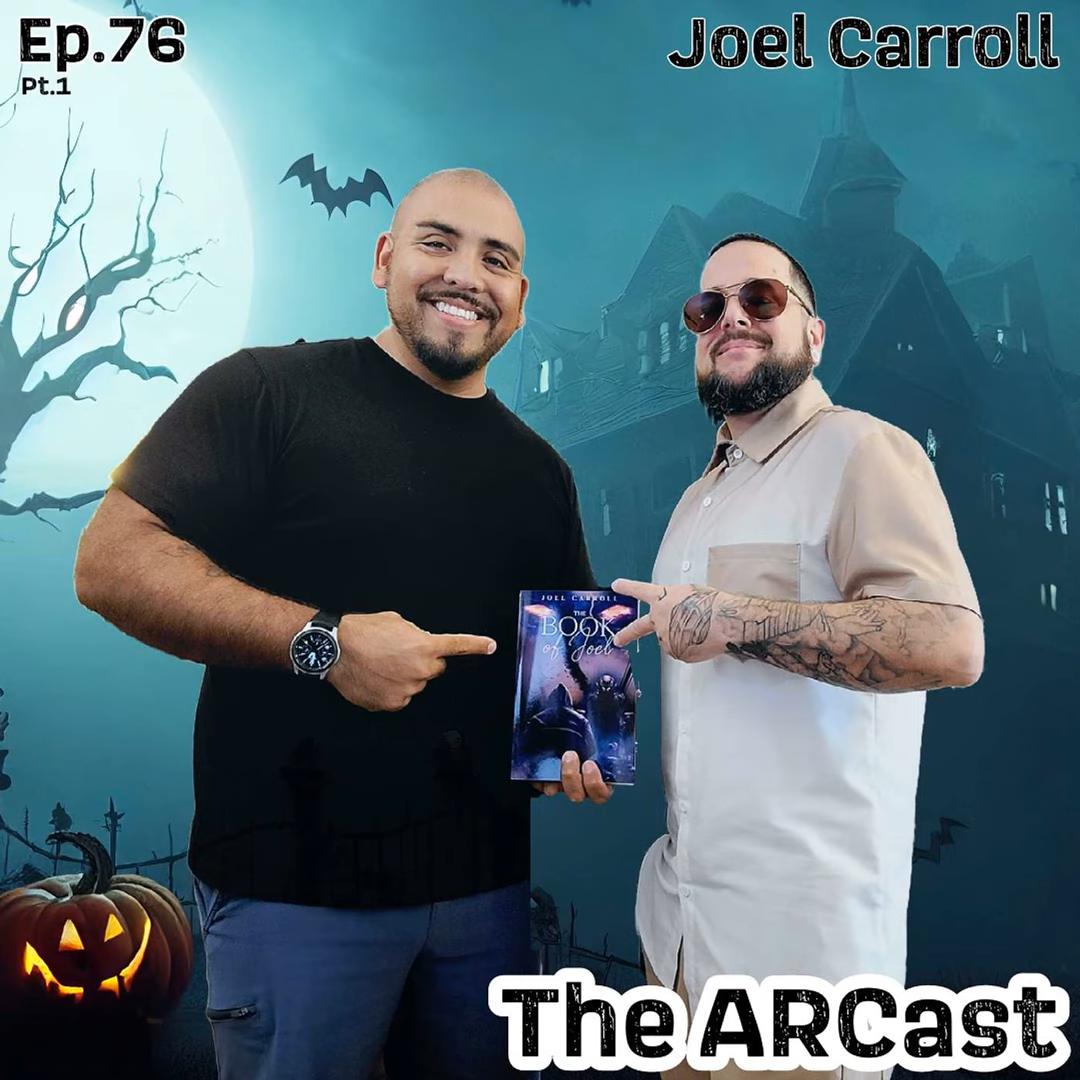 Ep.76
Pt.1
Joel Carroll
JOEL CARROLL
THE
BOOK
of Joel
The ARCast